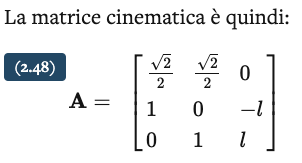 La matrice cinematica è quindi:
(2.48)
A = [ √2/2 √2/2 0
1 0 −l
0 1 l ]